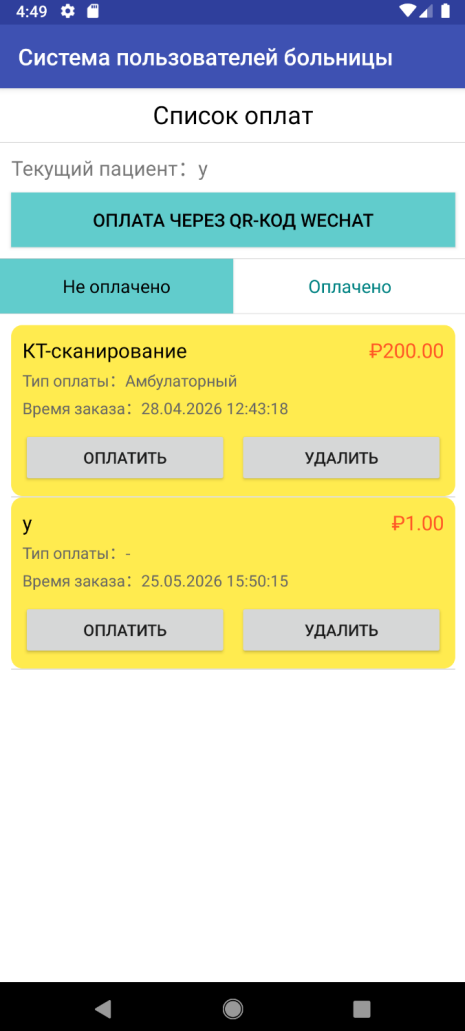 4:49
Система пользователей больницы
Список оплат
Текущий пациент： y
ОПЛАТА ЧЕРЕЗ QR-КОД WECHAT
Не оплачено Оплачено
КТ-сканирование ₽200.00
Тип оплаты： Амбулаторный
Время заказа： 28.04.2026 12:43:18
ОПЛАТИТЬ УДАЛИТЬ
y ₽1.00
Тип оплаты： -
Время заказа： 25.05.2026 15:50:15
ОПЛАТИТЬ УДАЛИТЬ